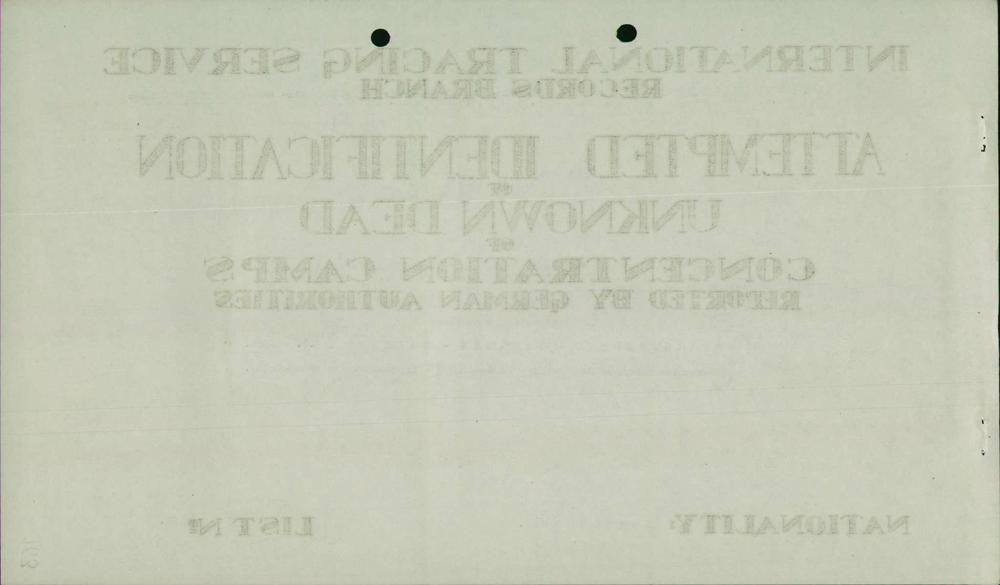 INTERNATIONAL TRACING SERVICE
RECORDS BRANCH
ATTEMPTED IDENTIFICATION
OF
UNKNOWN DEAD
OF
CONCENTRATION CAMPS
REPORTED BY GERMAN AUTHORITIES
NATIONALITY: LIST Nº